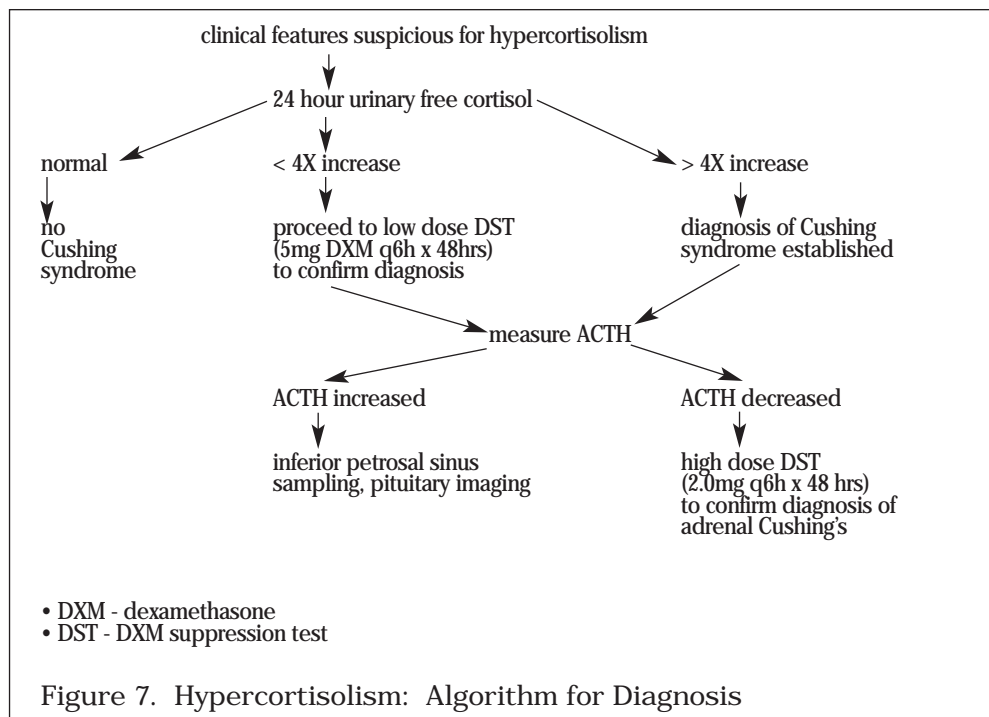 clinical features suspicious for hypercortisolism
24 hour urinary free cortisol
normal
< 4X increase
> 4X increase
no
Cushing
syndrome
proceed to low dose DST
(5mg DXM q6h x 48hrs)
to confirm diagnosis
diagnosis of Cushing
syndrome established
measure ACTH
ACTH increased
ACTH decreased
inferior petrosal sinus
sampling, pituitary imaging
high dose DST
(2.0mg q6h x 48 hrs)
to confirm diagnosis of
adrenal Cushing's
• DXM - dexamethasone
• DST - DXM suppression test
Figure 7. Hypercortisolism: Algorithm for Diagnosis